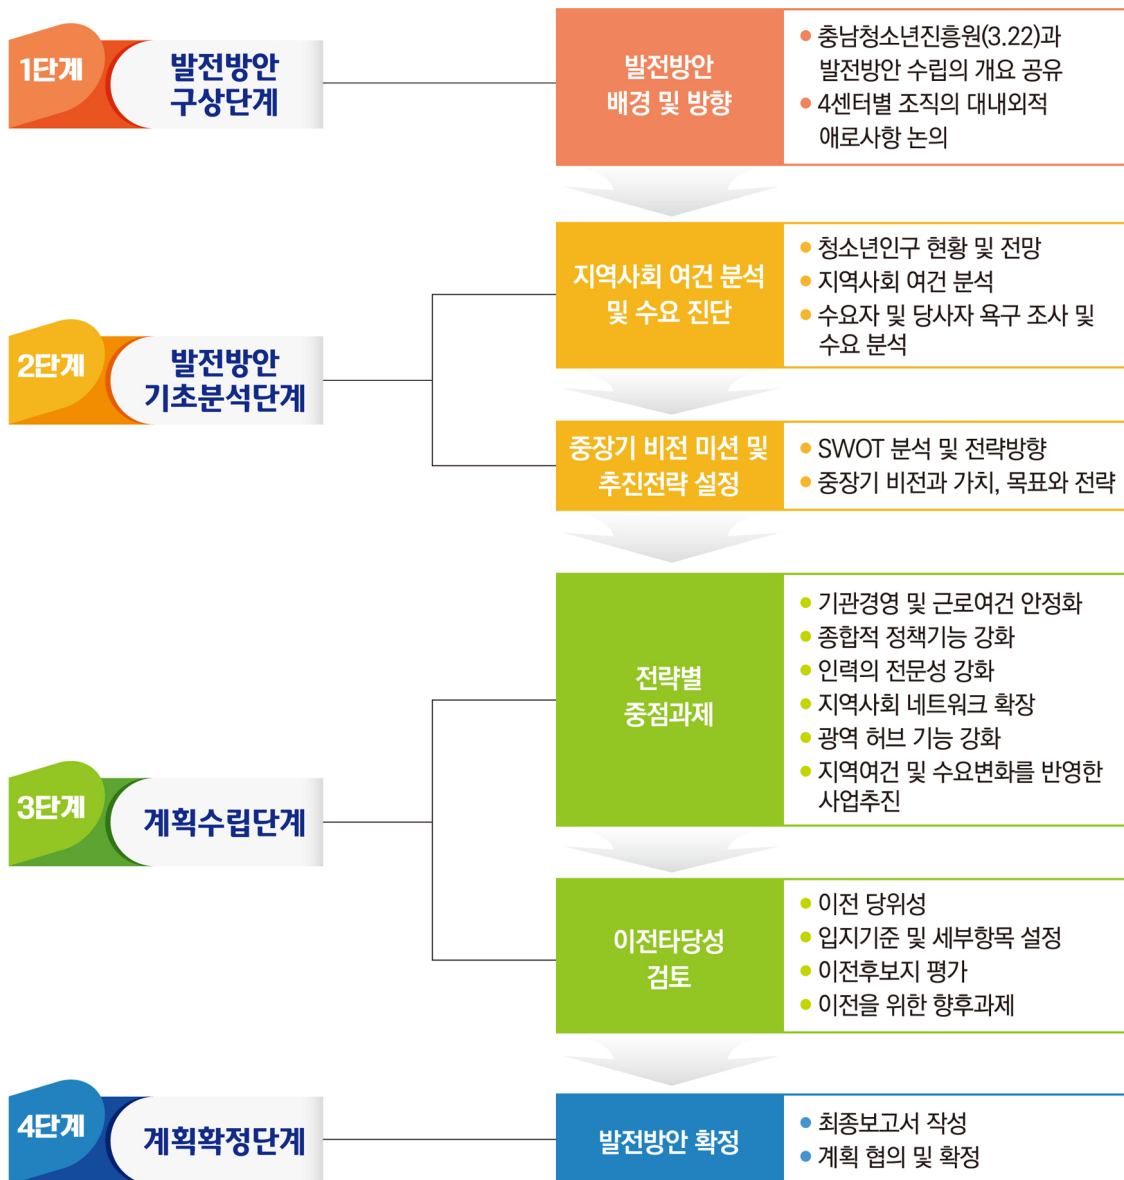 1단계
발전방안
구상단계
발전방안
배경 및 방향
충남청소년진흥원(3.22)과
발전방안 수립의 개요 공유
4센터별 조직의 대내외적
애로사항 논의
2단계
발전방안
기초분석단계
지역사회 여건 분석
및 수요 진단
청소년인구 현황 및 전망
지역사회 여건 분석
수요자 및 당사자 욕구 조사 및
수요 분석
중장기 비전 미션 및
추진전략 설정
SWOT 분석 및 전략방향
중장기 비전과 가치, 목표와 전략
3단계
계획수립단계
전략별
중점과제
기관경영 및 근로여건 안정화
종합적 정책기능 강화
인력의 전문성 강화
지역사회 네트워크 확장
광역 허브 기능 강화
지역여건 및 수요변화를 반영한
사업추진
이전타당성
검토
이전 당위성
입지기준 및 세부항목 설정
이전후보지 평가
이전을 위한 향후과제
4단계
계획확정단계
발전방안 확정
최종보고서 작성
계획 협의 및 확정